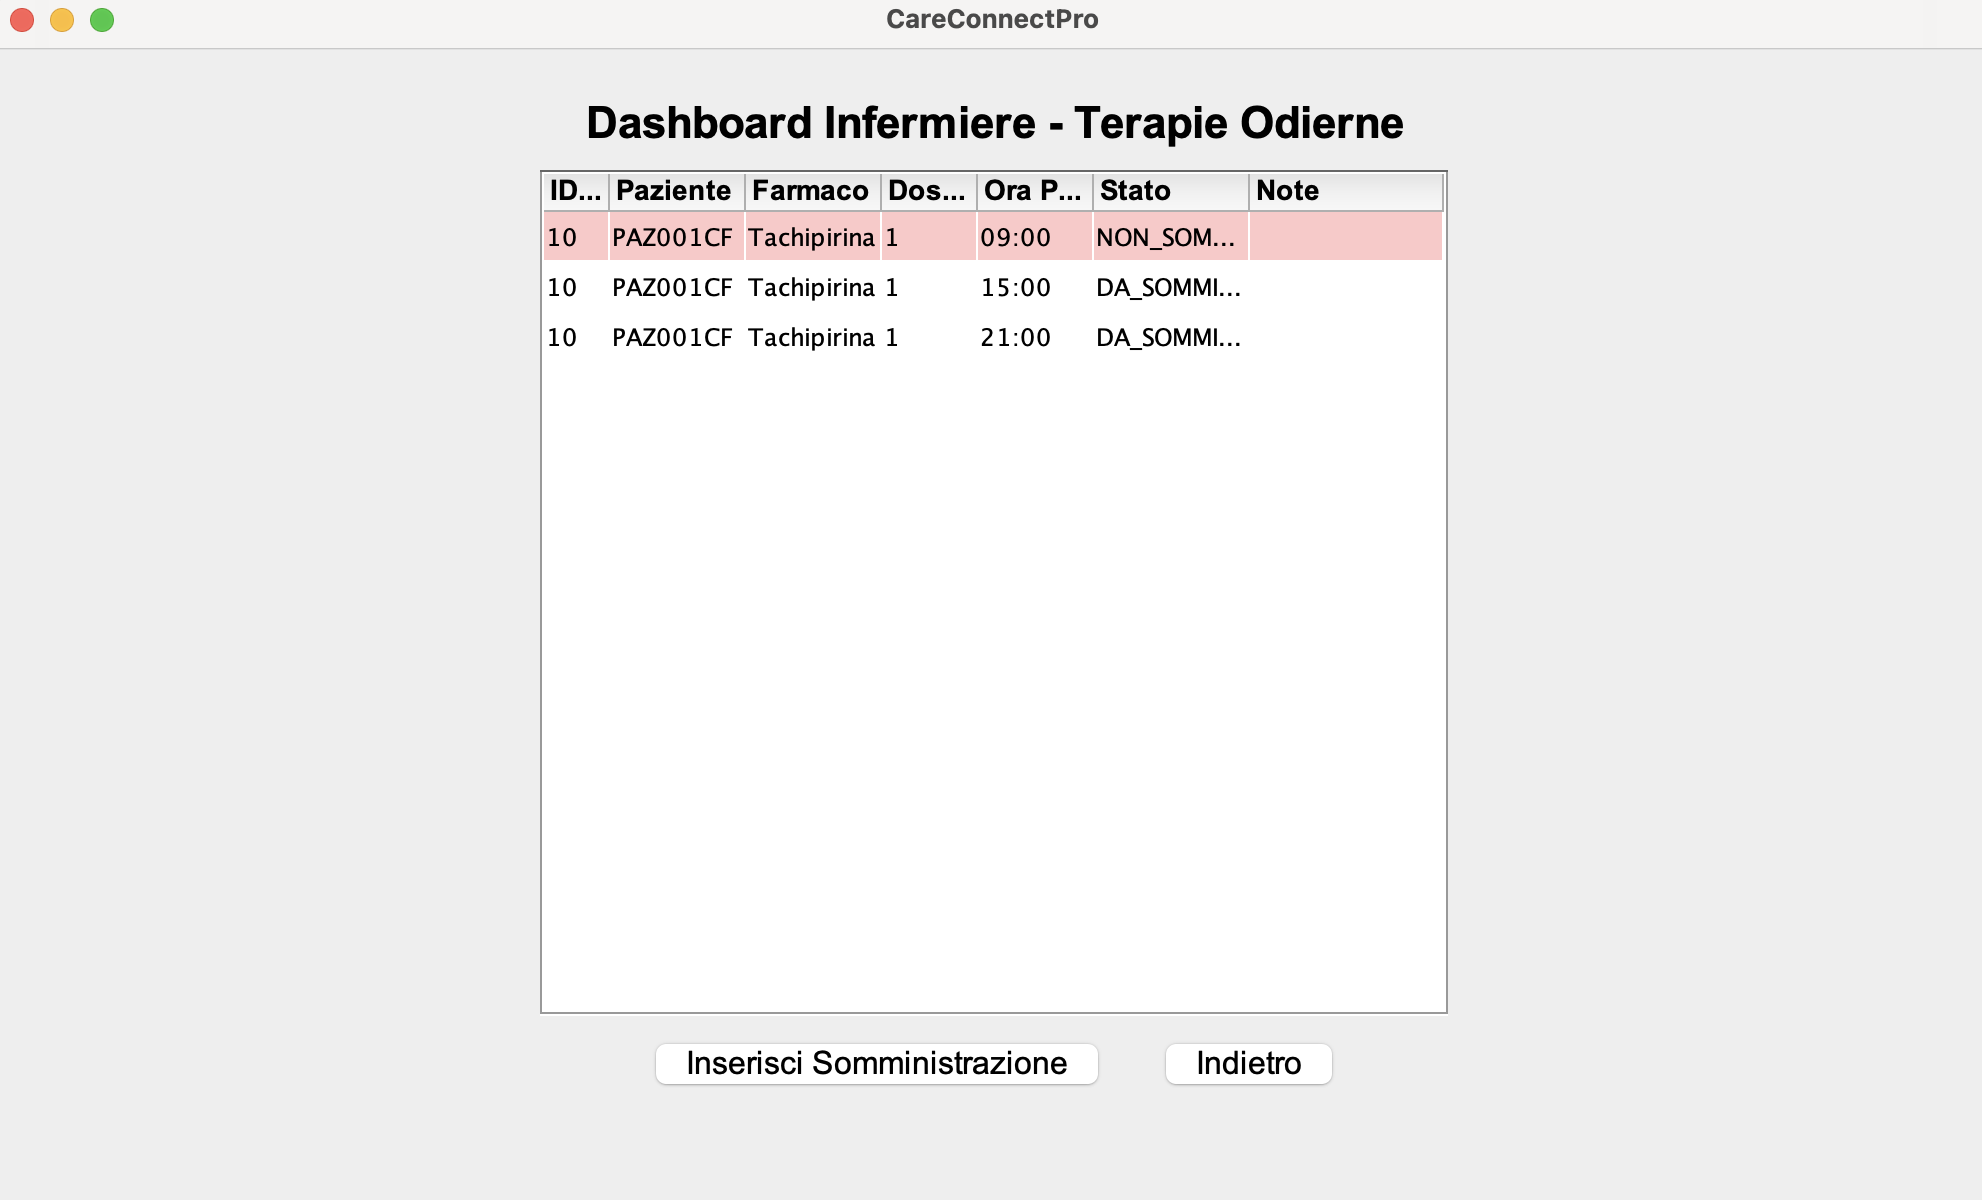 CareConnectPro
Dashboard Infermiere - Terapie Odierne
ID... Paziente Farmaco Dos... Ora P... Stato Note
10 PAZ001CF Tachipirina 1 09:00 NON_SOM...
10 PAZ001CF Tachipirina 1 15:00 DA_SOMMI...
10 PAZ001CF Tachipirina 1 21:00 DA_SOMMI...
Inserisci Somministrazione Indietro